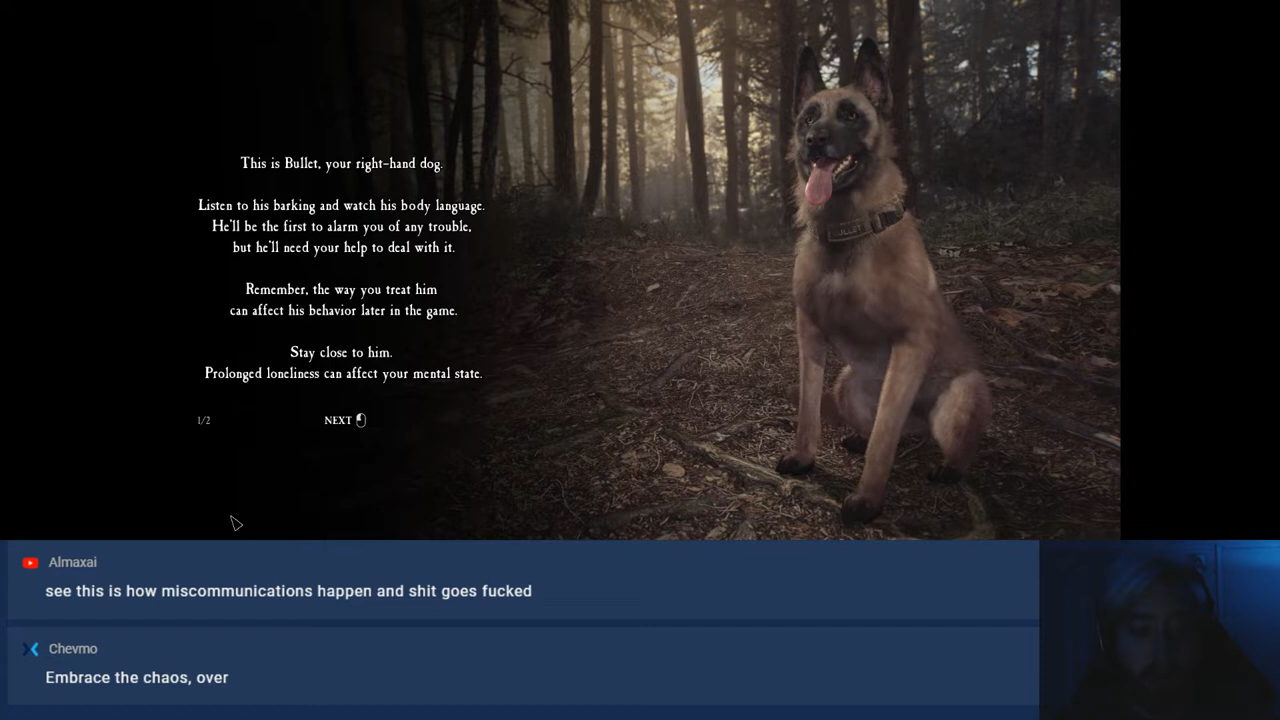 This is Bullet, your right-hand dog.
Listen to his barking and watch his body language.
He'll be the first to alarm you of any trouble,
but he'll need your help to deal with it.
Remember, the way you treat him
can affect his behavior later in the game.
Stay close to him.
Prolonged loneliness can affect your mental state.
1/2
NEXT
Almaxai
see this is how miscommunications happen and shit goes fucked
Chevmo
Embrace the chaos, over